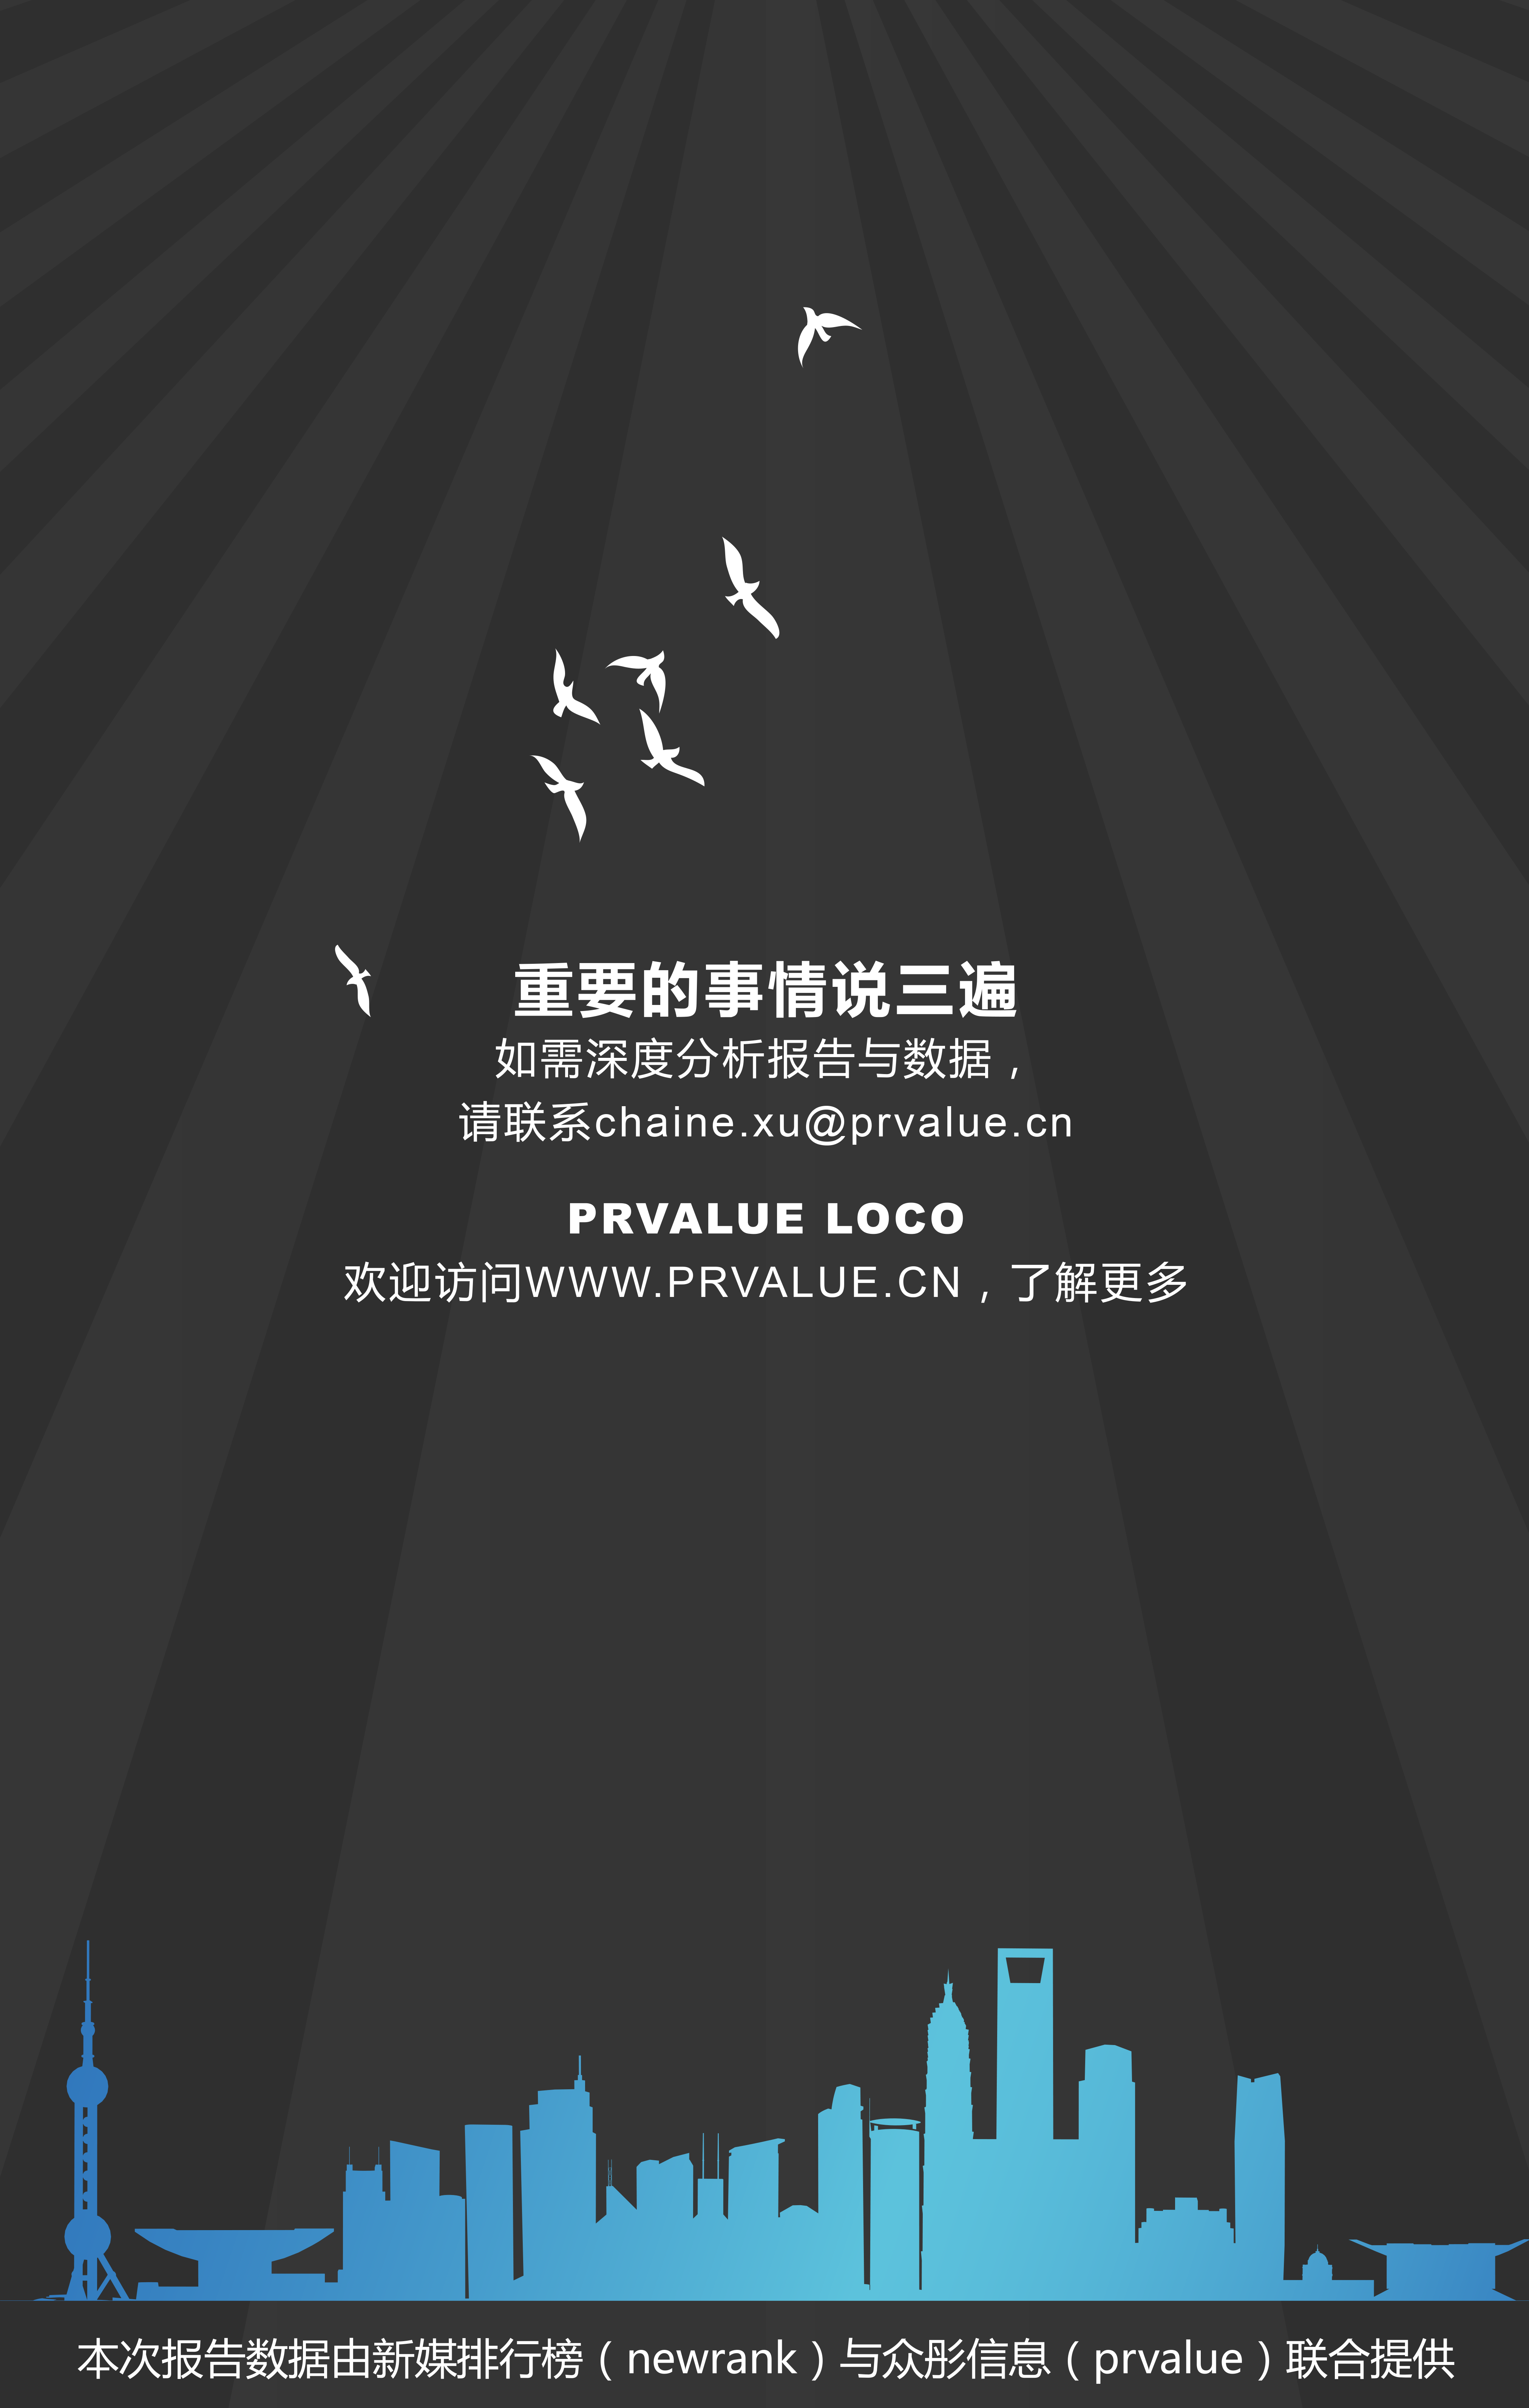 重要的事情说三遍
如需深度分析报告与数据，
请联系chaine.xu@prvalue.cn
PRVALUE LOCO
欢迎访问WWW.PRVALUE.CN，了解更多
本次报告数据由新媒排行榜（newrank）与众彤信息（prvalue）联合提供